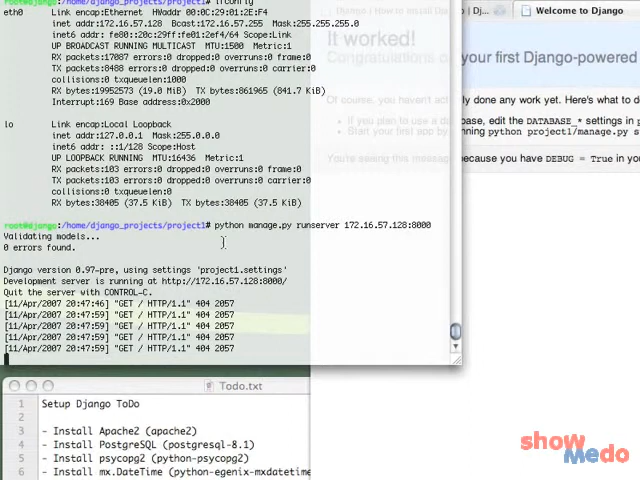 root@django:/home/django_projects/project1# ifconfig
eth0 Link encap:Ethernet HWaddr 00:0C:29:01:2E:F4
inet addr:172.16.57.128 Bcast:172.16.57.255 Mask:255.255.255.0
inet6 addr: fe80::20c:29ff:fe01:2ef4/64 Scope:Link
UP BROADCAST RUNNING MULTICAST MTU:1500 Metric:1
RX packets:17087 errors:0 dropped:0 overruns:0 frame:0
TX packets:8488 errors:0 dropped:0 overruns:0 carrier:0
collisions:0 txqueuelen:1000
RX bytes:19952573 (19.0 MiB) TX bytes:861965 (841.7 KiB)
Interrupt:169 Base address:0x2000
lo Link encap:Local Loopback
inet addr:127.0.0.1 Mask:255.0.0.0
inet6 addr: ::1/128 Scope:Host
UP LOOPBACK RUNNING MTU:16436 Metric:1
RX packets:169 errors:0 dropped:0 overruns:0 frame:0
TX packets:169 errors:0 dropped:0 overruns:0 carrier:0
collisions:0 txqueuelen:0
RX bytes:38405 (37.5 KiB) TX bytes:38405 (37.5 KiB)
root@django:/home/django_projects/project1# python manage.py runserver 172.16.57.128:8000
Validating models...
0 errors found.
Django version 0.97-pre, using settings 'project1.settings'
Development server is running at http://172.16.57.128:8000/
Quit the server with CONTROL-C.
[11/Apr/2007 20:47:46] "GET / HTTP/1.1" 404 2057
[11/Apr/2007 20:47:59] "GET / HTTP/1.1" 404 2057
[11/Apr/2007 20:47:59] "GET / HTTP/1.1" 404 2057
[11/Apr/2007 20:47:59] "GET / HTTP/1.1" 404 2057
[11/Apr/2007 20:47:59] "GET / HTTP/1.1" 404 2057
Django | How to install Dj
Welcome to Django
It worked!
Congratulations on your first Django-powered
Of course, you haven't actually done any work yet. Here's what to d
If you plan to use a database, edit the DATABASE_* settings in p
Start your first app by running python project1/manage.py s
You're seeing this message because you have DEBUG = True in you
Todo.txt
1 Setup Django ToDo
2
3 - Install Apache2 (apache2)
4 - Install PostgreSQL (postgresql-8.1)
5 - Install psycopg2 (python-psycopg2)
6 - Install mx.DateTime (python-egenix-mxdatetime
showmedo